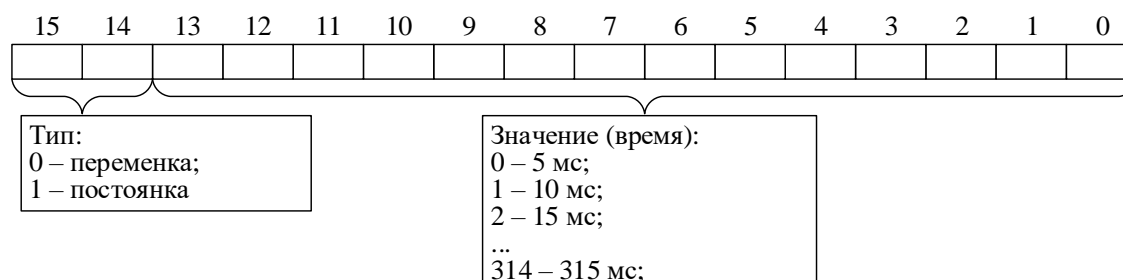 15 14 13 12 11 10 9 8 7 6 5 4 3 2 1 0
Тип:
0 – переменка;
1 – постоянка
Значение (время):
0 – 5 мс;
1 – 10 мс;
2 – 15 мс;
...
314 – 315 мс;